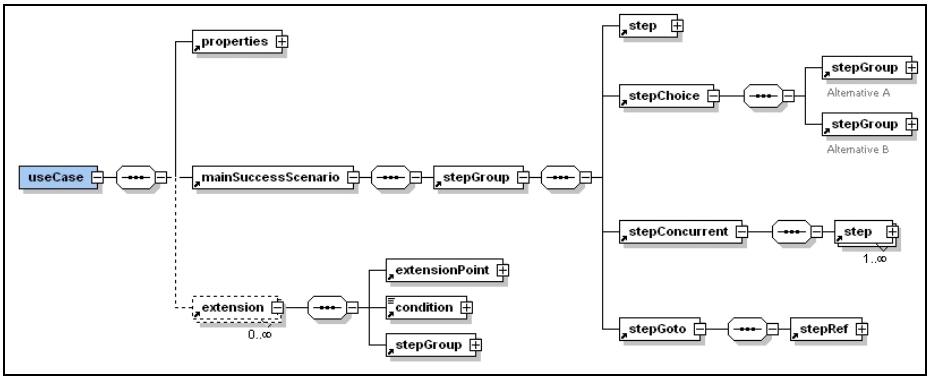 step
properties
stepGroup
Alternative A
stepChoice
stepGroup
Alternative B
useCase
mainSuccessScenario
stepGroup
stepConcurrent
step
1..∞
extensionPoint
extension
0..∞
condition
stepGroup
stepGoto
stepRef